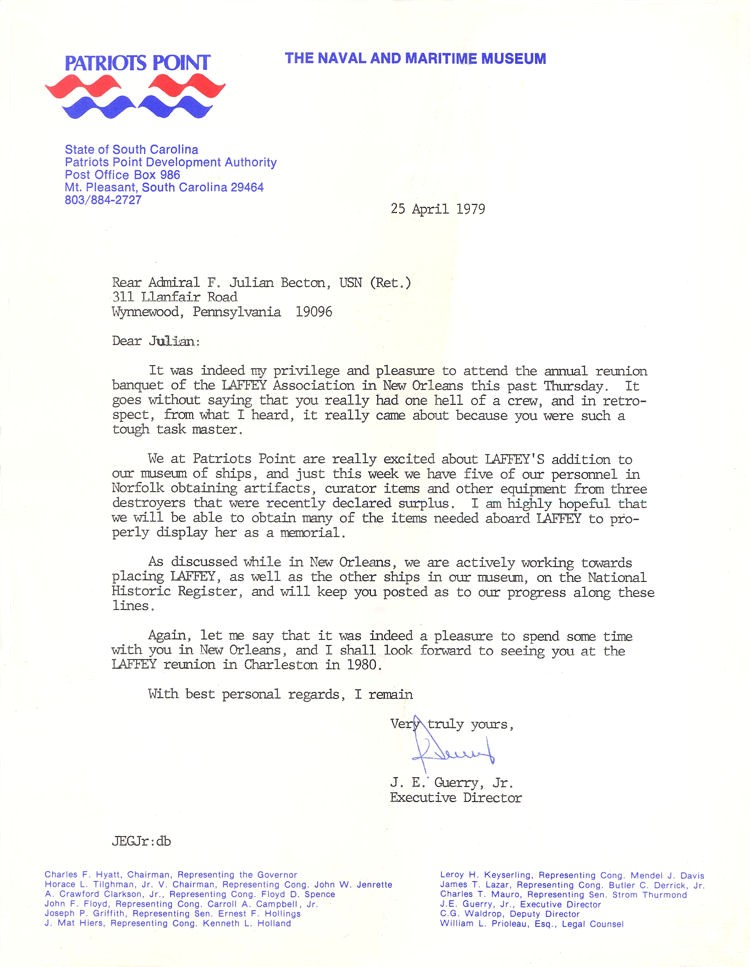 PATRIOTS POINT
THE NAVAL AND MARITIME MUSEUM
State of South Carolina
Patriots Point Development Authority
Post Office Box 986
Mt. Pleasant, South Carolina 29464
803/884-2727
25 April 1979
Rear Admiral F. Julian Becton, USN (Ret.)
311 Llanfair Road
Wynnewood, Pennsylvania 19096
Dear Julian:
It was indeed my privilege and pleasure to attend the annual reunion
banquet of the LAFFEY Association in New Orleans this past Thursday. It
goes without saying that you really had one hell of a crew, and in retro-
spect, from what I heard, it really came about because you were such a
tough task master.
We at Patriots Point are really excited about LAFFEY'S addition to
our museum of ships, and just this week we have five of our personnel in
Norfolk obtaining artifacts, curator items and other equipment from three
destroyers that were recently declared surplus. I am highly hopeful that
we will be able to obtain many of the items needed aboard LAFFEY to pro-
perly display her as a memorial.
As discussed while in New Orleans, we are actively working towards
placing LAFFEY, as well as the other ships in our museum, on the National
Historic Register, and will keep you posted as to our progress along these
lines.
Again, let me say that it was indeed a pleasure to spend some time
with you in New Orleans, and I shall look forward to seeing you at the
LAFFEY reunion in Charleston in 1980.
With best personal regards, I remain
Very truly yours,
J. E. Guerry, Jr.
Executive Director
JEGJr:db
Charles F. Hyatt, Chairman, Representing the Governor
Horace L. Tilghman, Jr. V. Chairman, Representing Cong. John W. Jenrette
A. Crawford Clarkson, Jr., Representing Cong. Floyd D. Spence
John F. Floyd, Representing Cong. Carroll A. Campbell, Jr.
Joseph P. Griffith, Representing Sen. Ernest F. Hollings
J. Mat Hiers, Representing Cong. Kenneth L. Holland
Leroy H. Keyserling, Representing Cong. Mendel J. Davis
James T. Lazar, Representing Cong. Butler C. Derrick, Jr.
Charles T. Mauro, Representing Sen. Strom Thurmond
J.E. Guerry, Jr., Executive Director
C.G. Waldrop, Deputy Director
William L. Prioleau, Esq., Legal Counsel